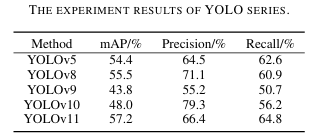 THE EXPERIMENT RESULTS OF YOLO SERIES.
Method mAP/% Precision/% Recall/%
YOLOv5 54.4 64.5 62.6
YOLOv8 55.5 71.1 60.9
YOLOv9 43.8 55.2 50.7
YOLOv10 48.0 79.3 56.2
YOLOv11 57.2 66.4 64.8